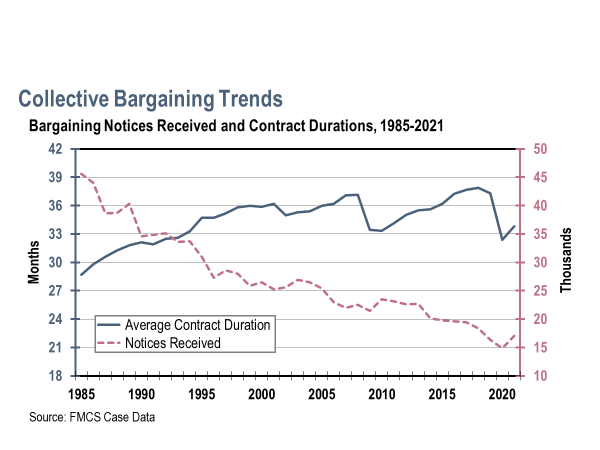 Collective Bargaining Trends
Bargaining Notices Received and Contract Durations, 1985-2021
42 50
39 45
36 40
33 35
30 30
27 25
24 20
21 15
18 10
Months
Thousands
Average Contract Duration
Notices Received
1985 1990 1995 2000 2005 2010 2015 2020
Source: FMCS Case Data